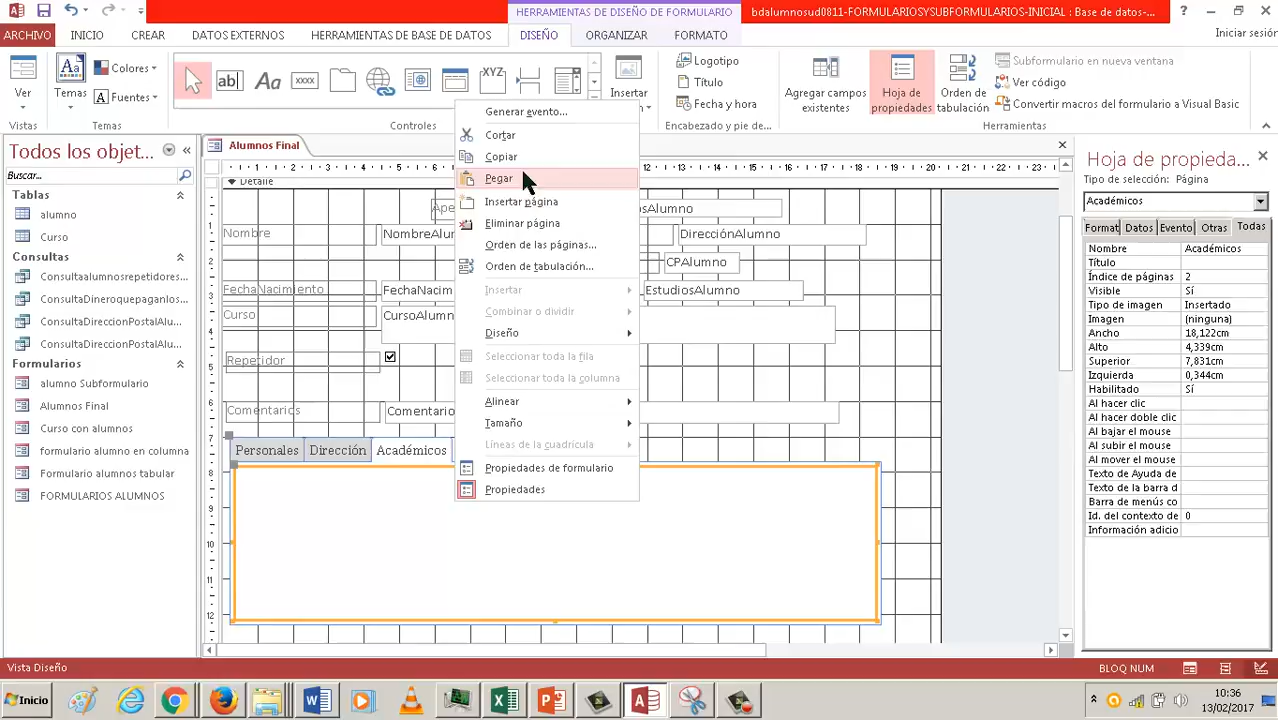 HERRAMIENTAS DE DISEÑO DE FORMULARIO
bdalumnosud0811-FORMULARIOSYSUBFORMULARIOS-INICIAL : Base de datos-...
ARCHIVO INICIO CREAR DATOS EXTERNOS HERRAMIENTAS DE BASE DE DATOS DISEÑO ORGANIZAR FORMATO Iniciar sesión
Ver
Vistas
Temas
Colores
Fuentes
Temas
ab|
Aa
xxxx
XYZ
Controles
Insertar
Logotipo
Título
Fecha y hora
Encabezado y pie
Agregar campos existentes
Hoja de propiedades
Orden de tabulación
Subformulario en nueva ventana
Ver código
Convertir macros del formulario a Visual Basic
Herramientas
Todos los objet...
Buscar...
Tablas
alumno
Curso
Consultas
Consultaalumnosrepetidores...
ConsultaDineroquepaganlos...
ConsultaDireccionPostalAlu...
ConsultaDireccionPostalAlu...
Formularios
alumno Subformulario
Alumnos Final
Curso con alumnos
formulario alumno en columna
Formulario alumnos tabular
FORMULARIOS ALUMNOS
Alumnos Final
Detalle
osAlumno
Nombre NombreAlum DirecciónAlumno
CPAlumno
FechaNacimiento FechaNacim EstudiosAlumno
Curso CursoAlumn
Repetidor
Comentarios Comentario
Personales Dirección Académicos
Generar evento...
Cortar
Copiar
Pegar
Insertar página
Eliminar página
Orden de las páginas...
Orden de tabulación...
Insertar
Combinar o dividir
Diseño
Seleccionar toda la fila
Seleccionar toda la columna
Alinear
Tamaño
Líneas de la cuadrícula
Propiedades de formulario
Propiedades
Hoja de propieda...
Tipo de selección: Página
Académicos
Format Datos Evento Otras Todas
Nombre Académicos
Título
Índice de páginas 2
Visible Sí
Tipo de imagen Insertado
Imagen (ninguna)
Ancho 18,122cm
Alto 4,339cm
Superior 7,831cm
Izquierda 0,344cm
Habilitado Sí
Al hacer clic
Al hacer doble clic
Al bajar el mouse
Al subir el mouse
Al mover el mouse
Texto de Ayuda de
Texto de la barra d
Barra de menús co
Id. del contexto de 0
Información adicio
Vista Diseño
BLOQ NUM
Inicio
10:36
13/02/2017